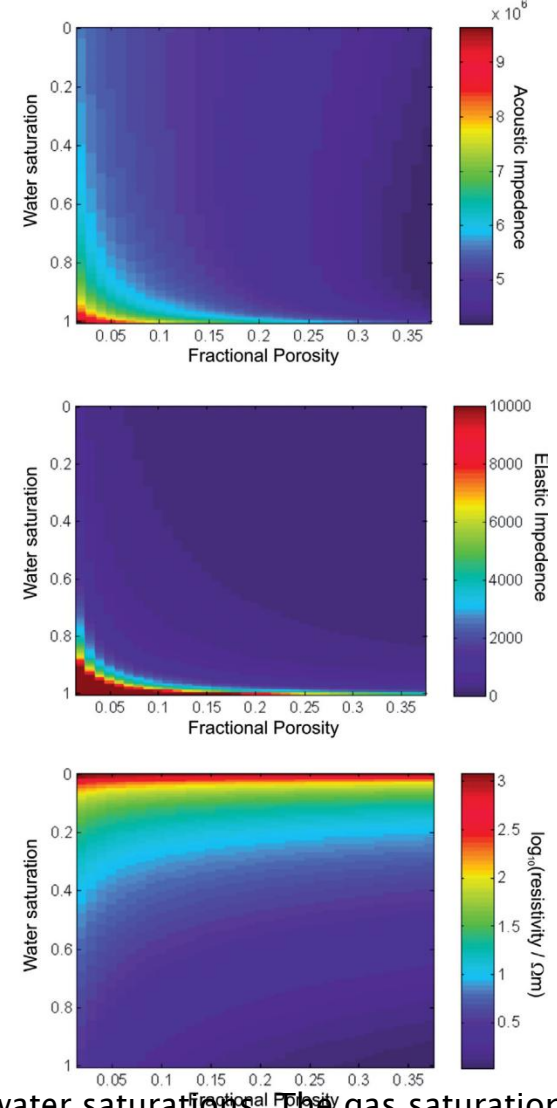 x 10⁶
0
0.2
0.4
0.6
0.8
1
Water saturation
0.05 0.1 0.15 0.2 0.25 0.3 0.35
Fractional Porosity
9
8
7
6
5
Acoustic Impedence
0
0.2
0.4
0.6
0.8
1
Water saturation
0.05 0.1 0.15 0.2 0.25 0.3 0.35
Fractional Porosity
10000
8000
6000
4000
2000
0
Elastic Impedence
0
0.2
0.4
0.6
0.8
1
Water saturation
0.05 0.1 0.15 0.2 0.25 0.3 0.35
Fractional Porosity
3
2.5
2
1.5
1
0.5
log₁₀(resistivity / Ωm)
water saturations. The gas saturation